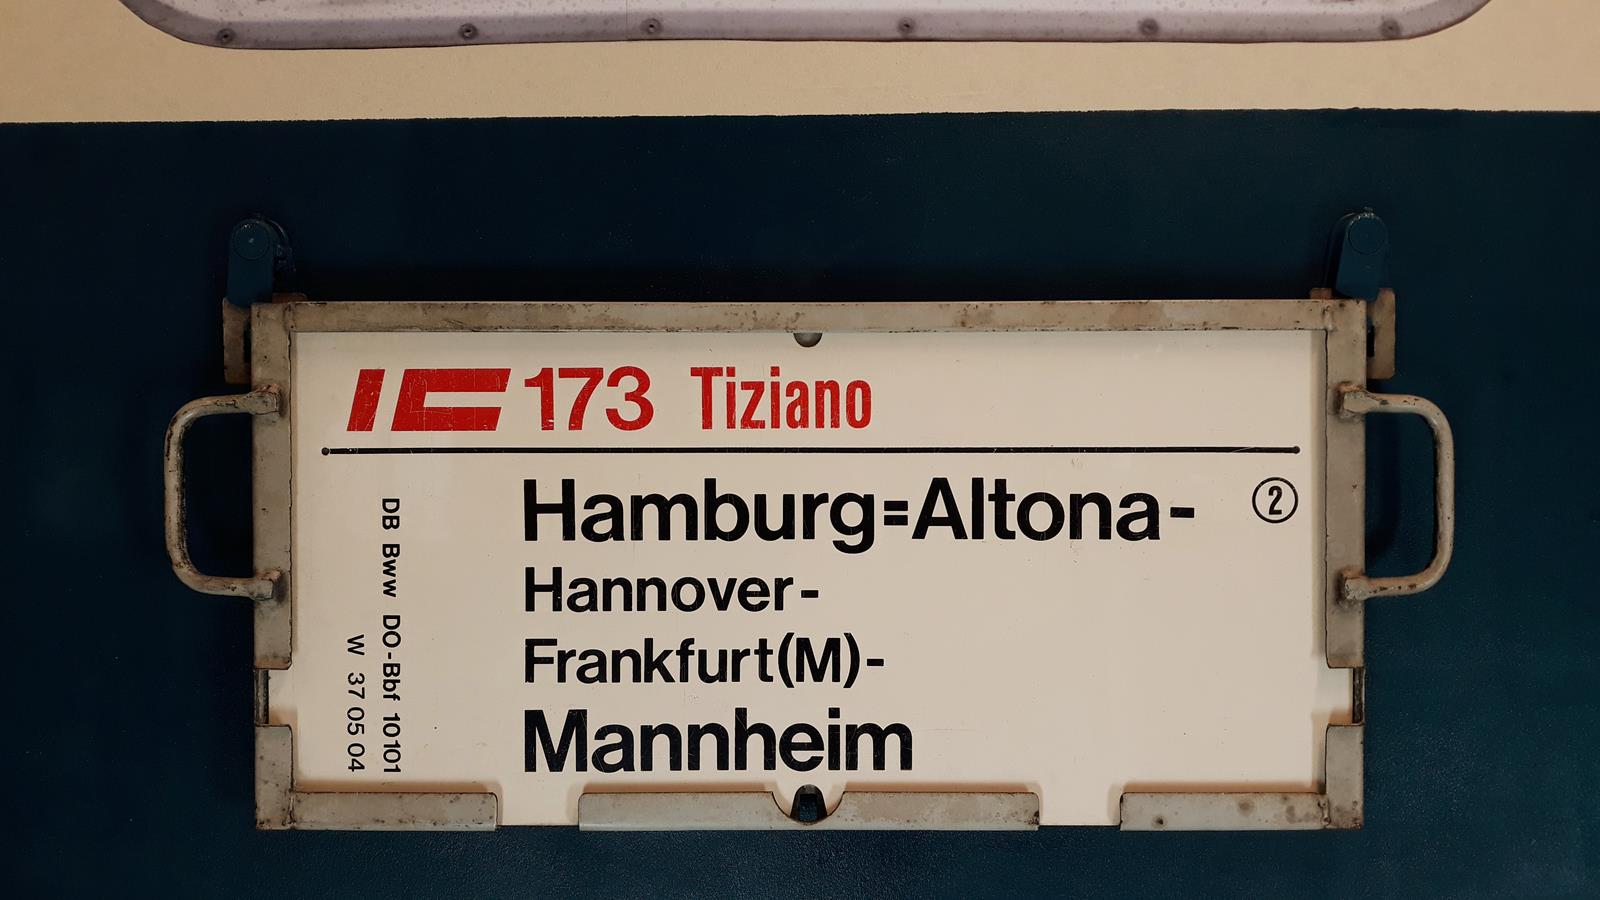 IC 173 Tiziano
Hamburg=Altona-
②
Hannover-
Frankfurt(M)-
Mannheim
DB Bww DO-Bbf 10101
W 37 05 04